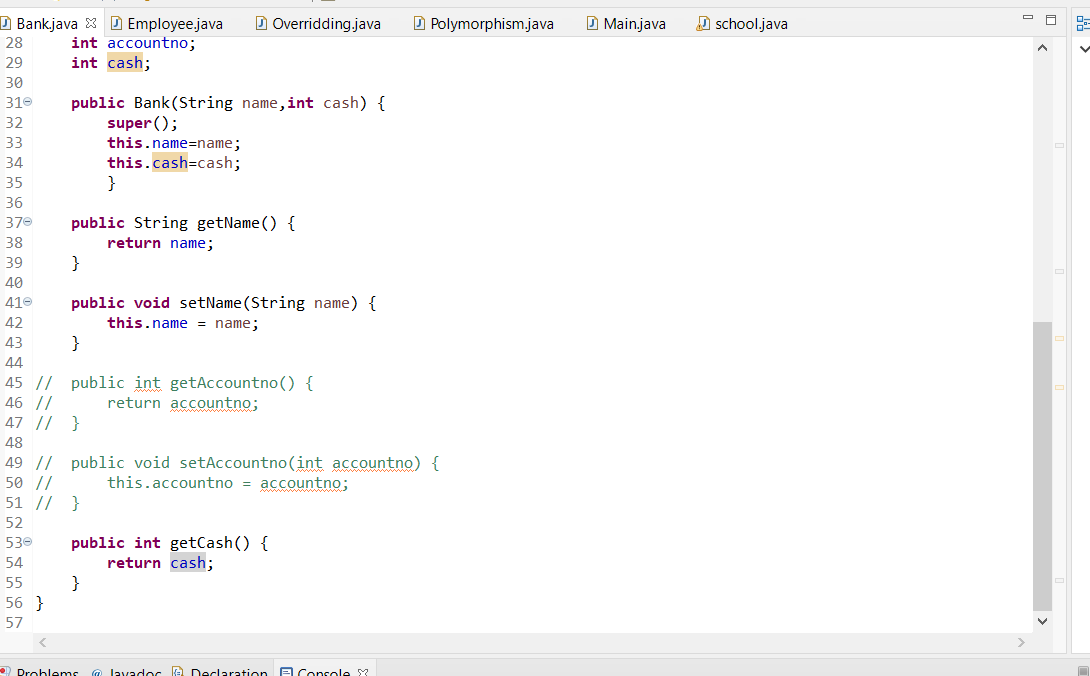 Bank.java Employee.java Overridding.java Polymorphism.java Main.java school.java
28     int accountno;
29     int cash;
30
31     public Bank(String name,int cash) {
32         super();
33         this.name=name;
34         this.cash=cash;
35         }
36
37     public String getName() {
38         return name;
39     }
40
41     public void setName(String name) {
42         this.name = name;
43     }
44
45 //  public int getAccountno() {
46 //      return accountno;
47 //  }
48
49 //  public void setAccountno(int accountno) {
50 //      this.accountno = accountno;
51 //  }
52
53     public int getCash() {
54         return cash;
55     }
56 }
57
Problems @ Javadoc Declaration Console